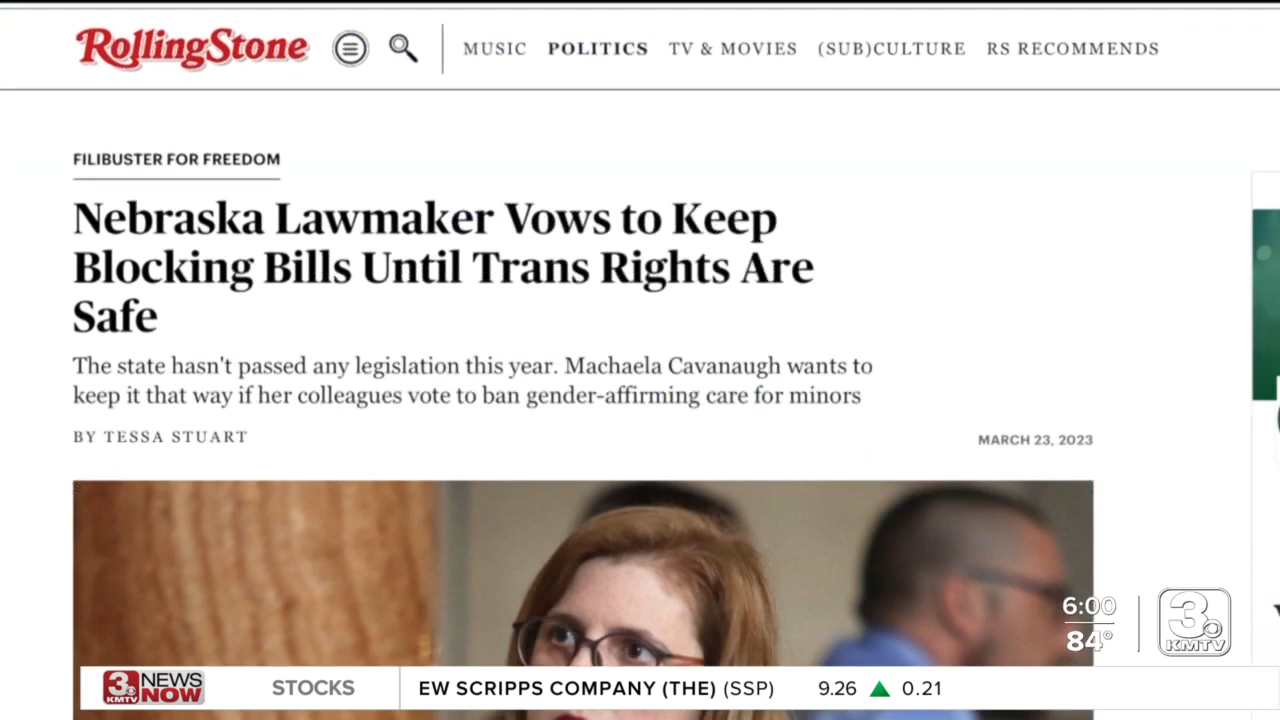 RollingStone
MUSIC POLITICS TV & MOVIES (SUB)CULTURE RS RECOMMENDS
FILIBUSTER FOR FREEDOM
Nebraska Lawmaker Vows to Keep
Blocking Bills Until Trans Rights Are
Safe
The state hasn't passed any legislation this year. Machaela Cavanaugh wants to
keep it that way if her colleagues vote to ban gender-affirming care for minors
BY TESSA STUART
MARCH 23, 2023
6:00
84°
3
KMTV
3 KMTV NEWS NOW STOCKS EW SCRIPPS COMPANY (THE) (SSP) 9.26 ▲ 0.21